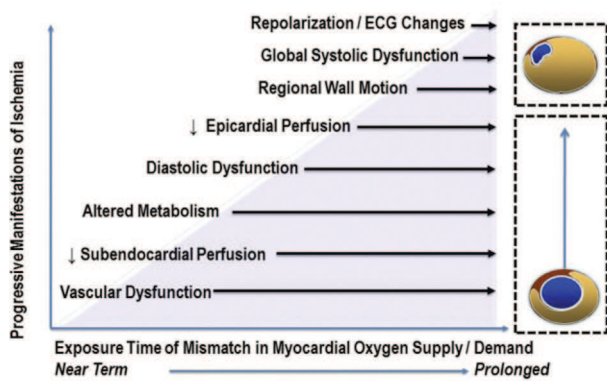 Repolarization / ECG Changes
Global Systolic Dysfunction
Regional Wall Motion
↓ Epicardial Perfusion
Diastolic Dysfunction
Altered Metabolism
↓ Subendocardial Perfusion
Vascular Dysfunction
Progressive Manifestations of Ischemia
Exposure Time of Mismatch in Myocardial Oxygen Supply / Demand
Near Term Prolonged